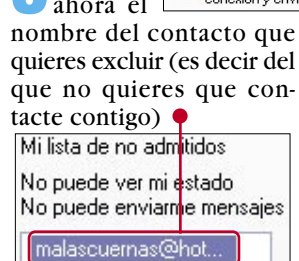 ahora el
conexión y envi
nombre del contacto que
quieres excluir (es decir del
que no quieres que con-
tacte contigo)
Mi lista de no admitidos
No puede ver mi estado
No puede enviarme mensajes
malascuernas@hot...